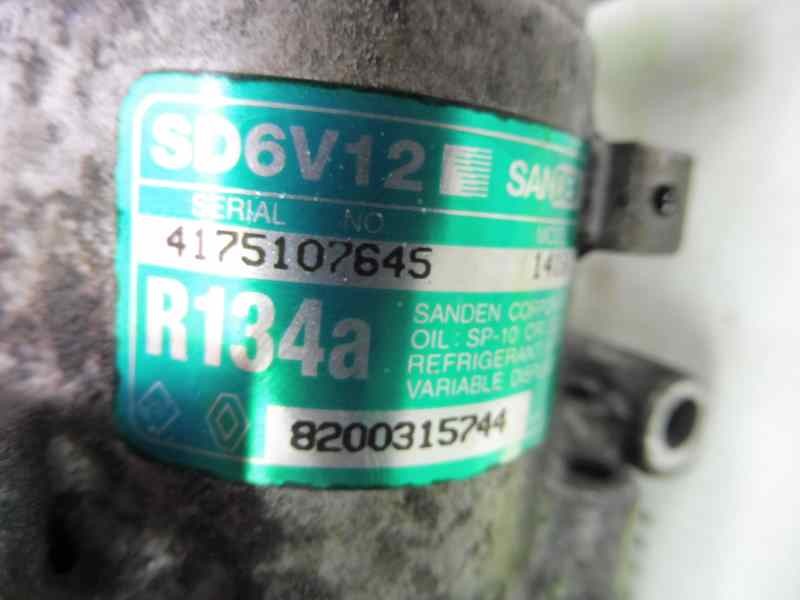 SD6V12
SERIAL NO
4175107645
R134a
SANDEN
OIL: SP-10
REFRIGERANT
VARIABLE
8200315744